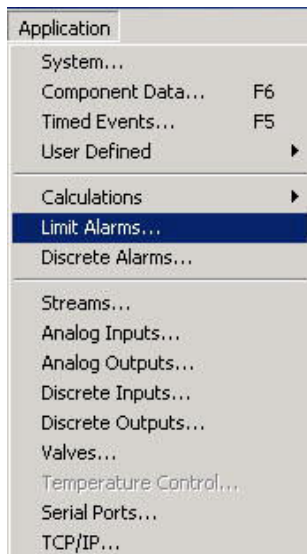 Application
System...
Component Data... F6
Timed Events... F5
User Defined
Calculations
Limit Alarms...
Discrete Alarms...
Streams...
Analog Inputs...
Analog Outputs...
Discrete Inputs...
Discrete Outputs...
Valves...
Temperature Control...
Serial Ports...
TCP/IP...